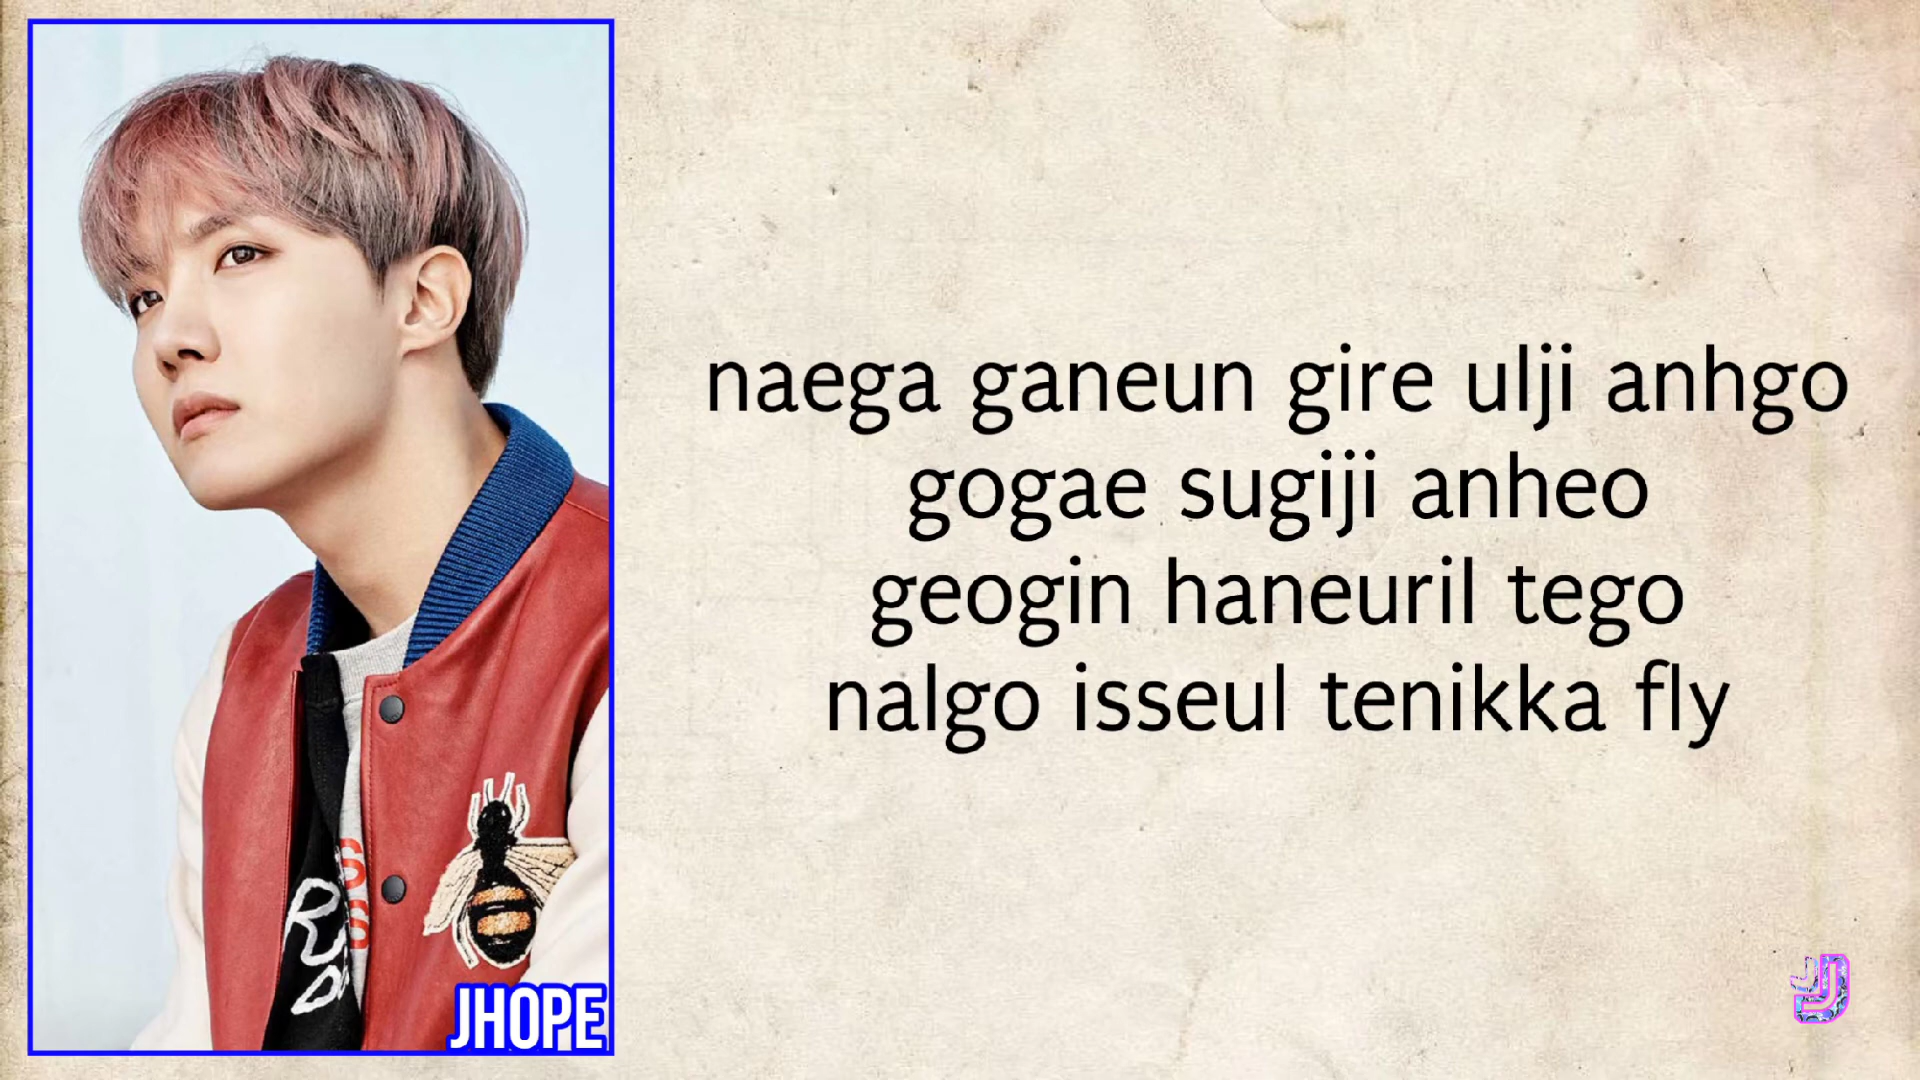 naega ganeun gire ulji anhgo
gogae sugiji anheo
geogin haneuril tego
nalgo isseul tenikka fly
JHOPE